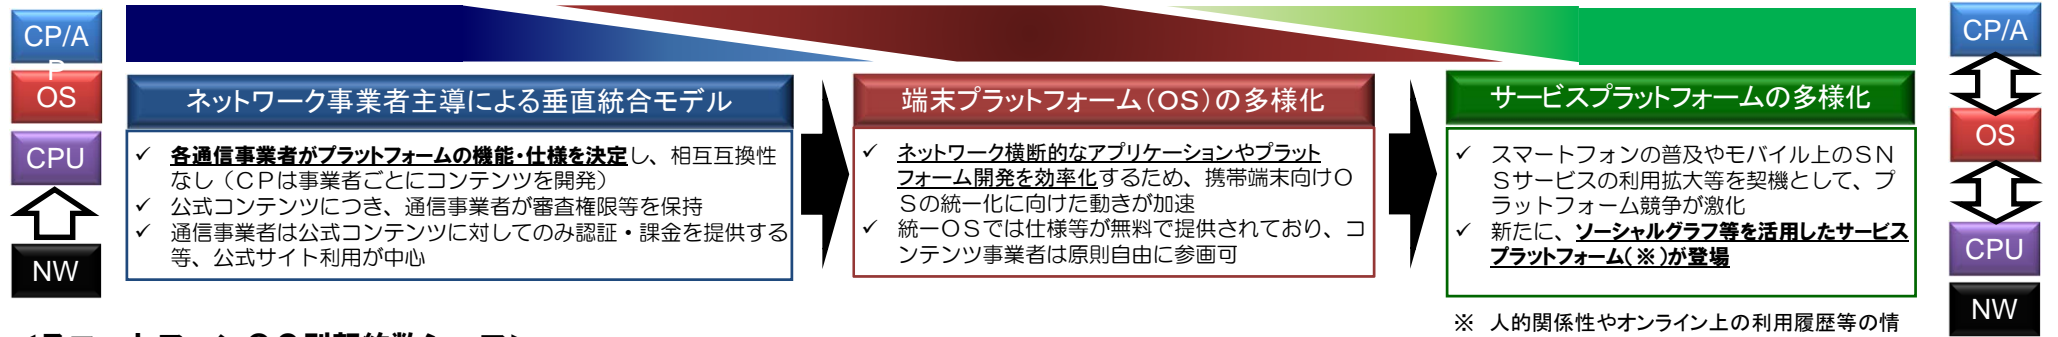 CP/A
P
OS
CPU
NW
ネットワーク事業者主導による垂直統合モデル
✓ 各通信事業者がプラットフォームの機能・仕様を決定し、相互互換性
なし（CPは事業者ごとにコンテンツを開発）
✓ 公式コンテンツにつき、通信事業者が審査権限等を保持
✓ 通信事業者は公式コンテンツに対してのみ認証・課金を提供する
等、公式サイト利用が中心
端末プラットフォーム（OS）の多様化
✓ ネットワーク横断的なアプリケーションやプラット
フォーム開発を効率化するため、携帯端末向けＯ
Ｓの統一化に向けた動きが加速
✓ 統一ＯＳでは仕様等が無料で提供されており、コ
ンテンツ事業者は原則自由に参画可
サービスプラットフォームの多様化
✓ スマートフォンの普及やモバイル上のＳＮ
Ｓサービスの利用拡大等を契機として、プ
ラットフォーム競争が激化
✓ 新たに、ソーシャルグラフ等を活用したサービス
プラットフォーム（※）が登場
※ 人的関係性やオンライン上の利用履歴等の情
CP/A
OS
CPU
NW